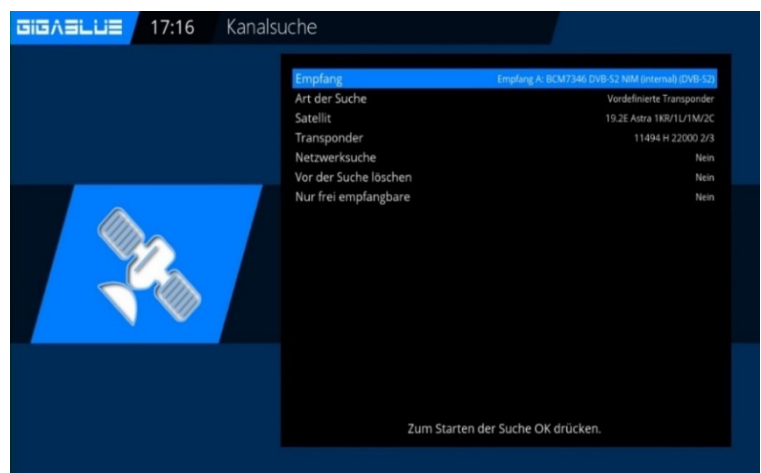 GIGABLUE 17:16 Kanalsuche
Empfang Empfang A: BCM7346 DVB-S2 NIM (internal) (DVB-S2)
Art der Suche Vordefinierte Transponder
Satellit 19.2E Astra 1KR/1L/1M/2C
Transponder 11494 H 22000 2/3
Netzwerksuche Nein
Vor der Suche löschen Nein
Nur frei empfangbare Nein
Zum Starten der Suche OK drücken.